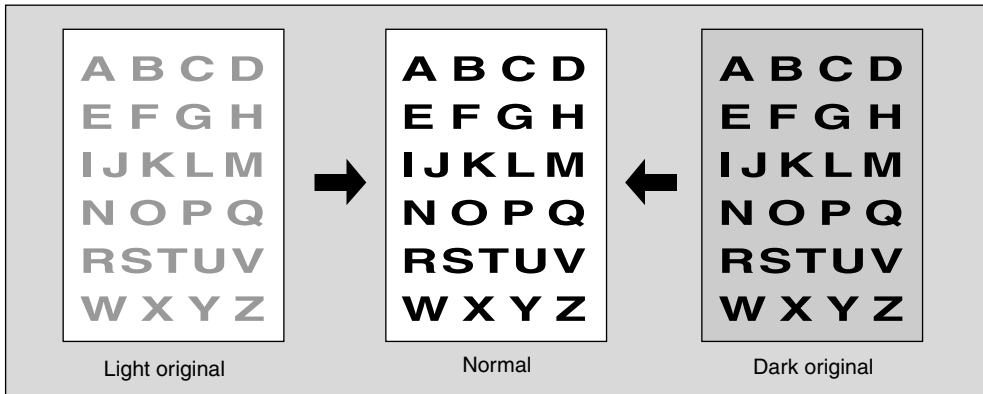 A B C D
E F G H
I J K L M
N O P Q
R S T U V
W X Y Z
Light original
A B C D
E F G H
I J K L M
N O P Q
R S T U V
W X Y Z
Normal
A B C D
E F G H
I J K L M
N O P Q
R S T U V
W X Y Z
Dark original